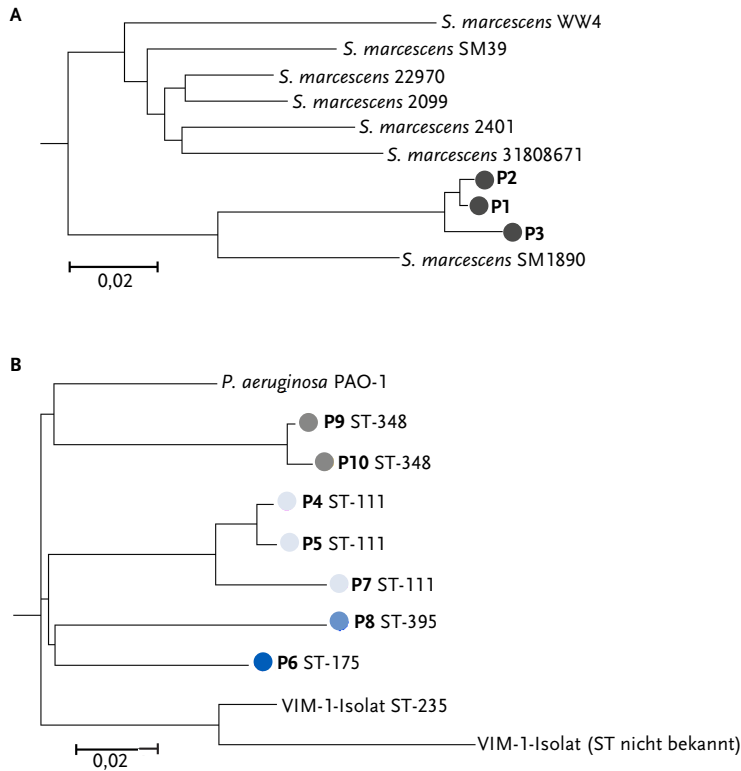 A
S. marcescens WW4
S. marcescens SM39
S. marcescens 22970
S. marcescens 2099
S. marcescens 2401
S. marcescens 31808671
P2
P1
P3
S. marcescens SM1890
0,02
B
P. aeruginosa PAO-1
P9 ST-348
P10 ST-348
P4 ST-111
P5 ST-111
P7 ST-111
P8 ST-395
P6 ST-175
VIM-1-Isolat ST-235
VIM-1-Isolat (ST nicht bekannt)
0,02